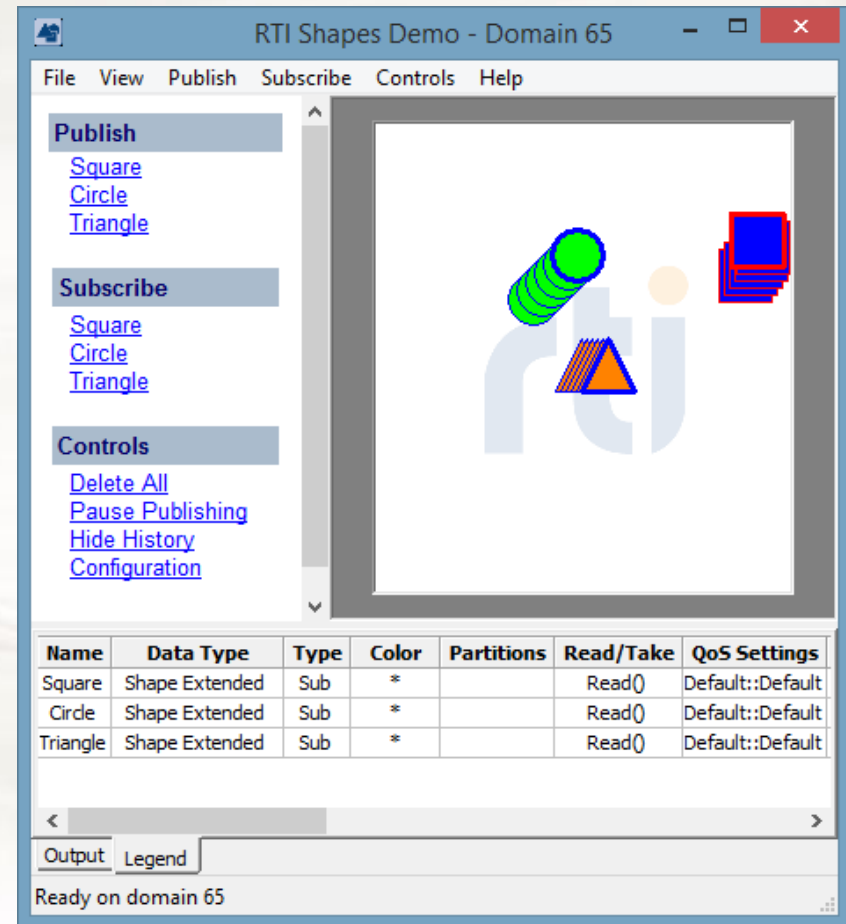 RTI Shapes Demo - Domain 65
File View Publish Subscribe Controls Help
Publish
Square
Circle
Triangle
Subscribe
Square
Circle
Triangle
Controls
Delete All
Pause Publishing
Hide History
Configuration
rti
Name Data Type Type Color Partitions Read/Take QoS Settings
Square Shape Extended Sub * Read() Default::Default
Circle Shape Extended Sub * Read() Default::Default
Triangle Shape Extended Sub * Read() Default::Default
Output Legend
Ready on domain 65